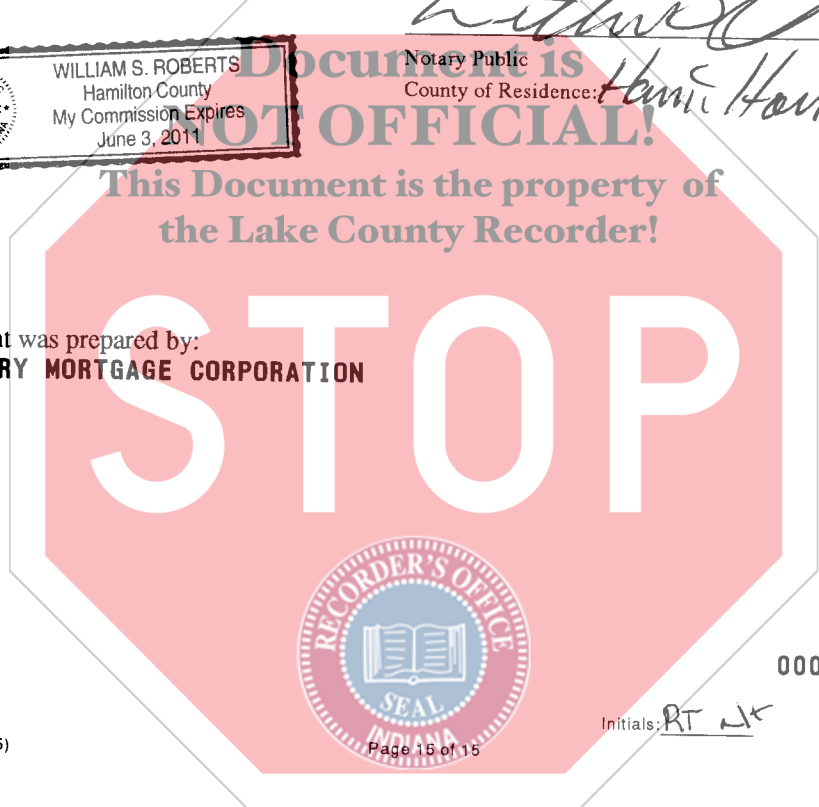 WILLIAM S. ROBERTS
Hamilton County
My Commission Expires
June 3, 2011
Notary Public
County of Residence:
Document is
NOT OFFICIAL!
This Document is the property of
the Lake County Recorder!
t was prepared by:
RY MORTGAGE CORPORATION
STOP
RECORDER'S OFFICE
SEAL
INDIANA
000
Initials: RT
5)
Page 15 of 15